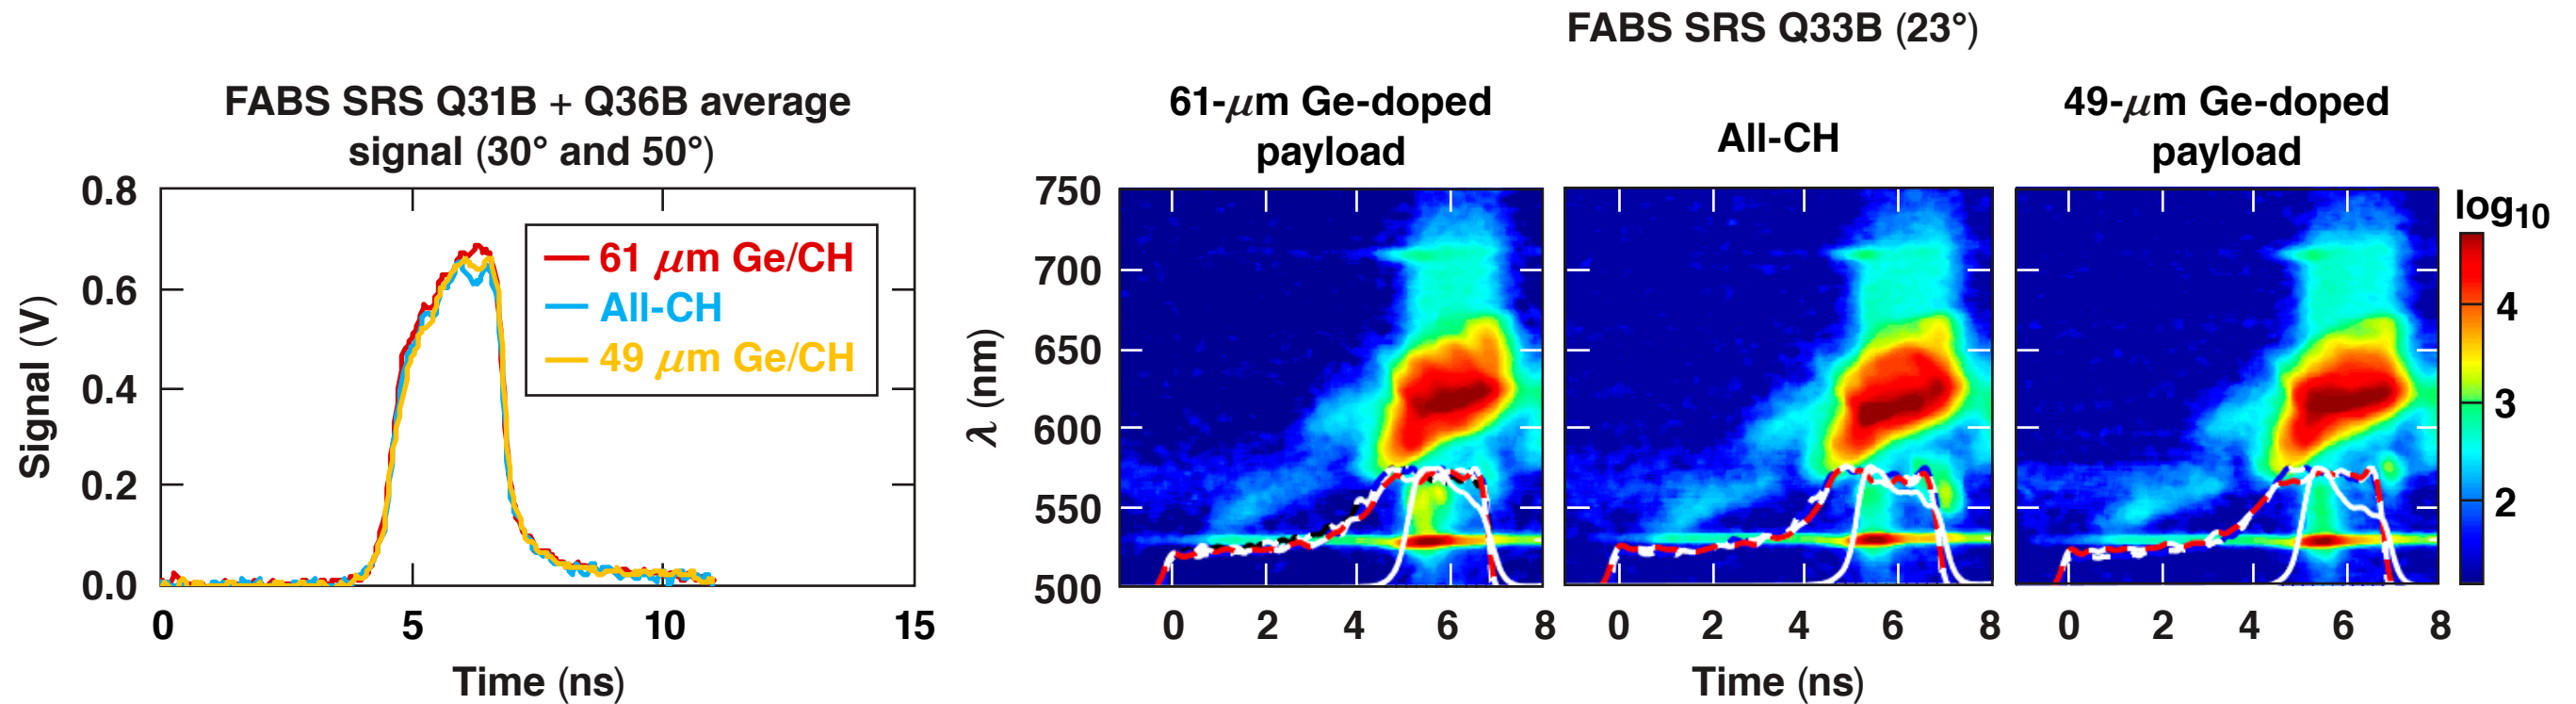 FABS SRS Q31B + Q36B average
signal (30° and 50°)
0.8
0.6
0.4
0.2
0.0
Signal (V)
61 μm Ge/CH
All-CH
49 μm Ge/CH
0 5 10 15
Time (ns)
FABS SRS Q33B (23°)
61-μm Ge-doped
payload
All-CH
49-μm Ge-doped
payload
750
700
650
600
550
500
λ (nm)
0 2 4 6 8
0 2 4 6 8
0 2 4 6 8
Time (ns)
log10
4
3
2